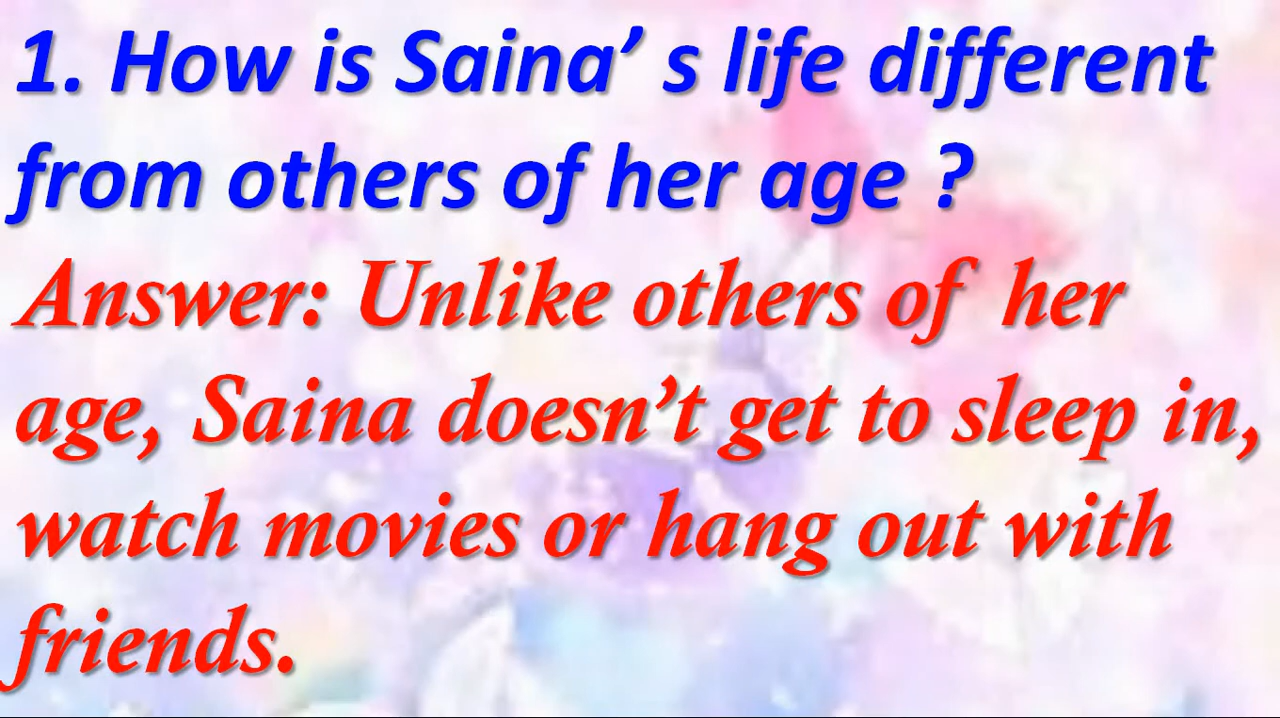 1. How is Saina’ s life different
from others of her age ?
Answer: Unlike others of her
age, Saina doesn’t get to sleep in,
watch movies or hang out with
friends.